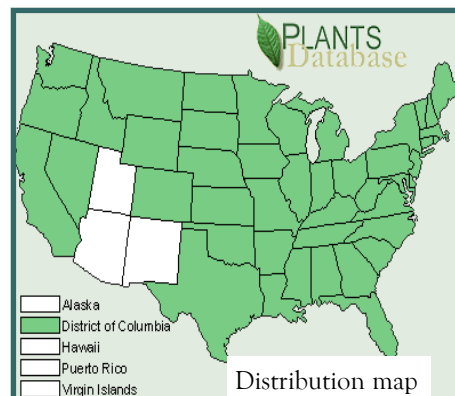 PLANTS
Database
Alaska
District of Columbia
Hawaii
Puerto Rico
Virgin Islands
Distribution map